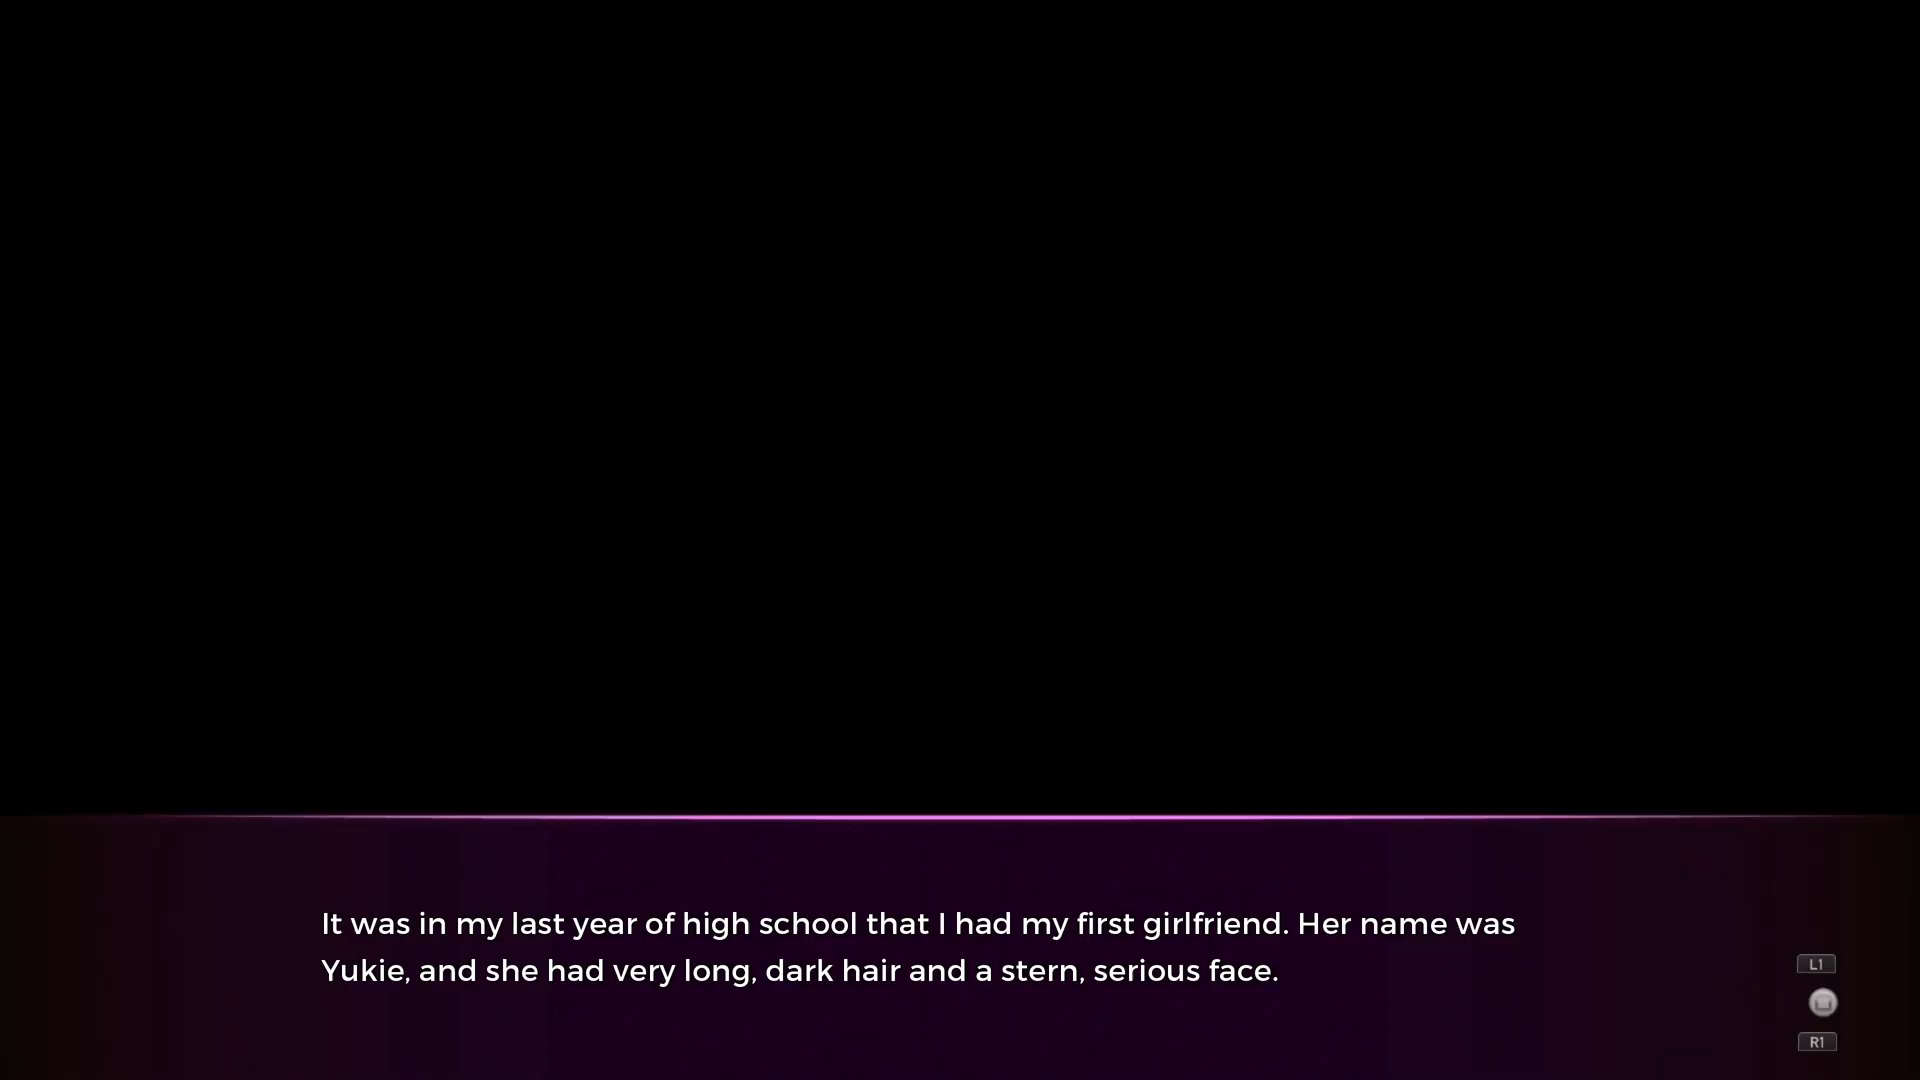 It was in my last year of high school that I had my first girlfriend. Her name was
Yukie, and she had very long, dark hair and a stern, serious face.
L1
R1